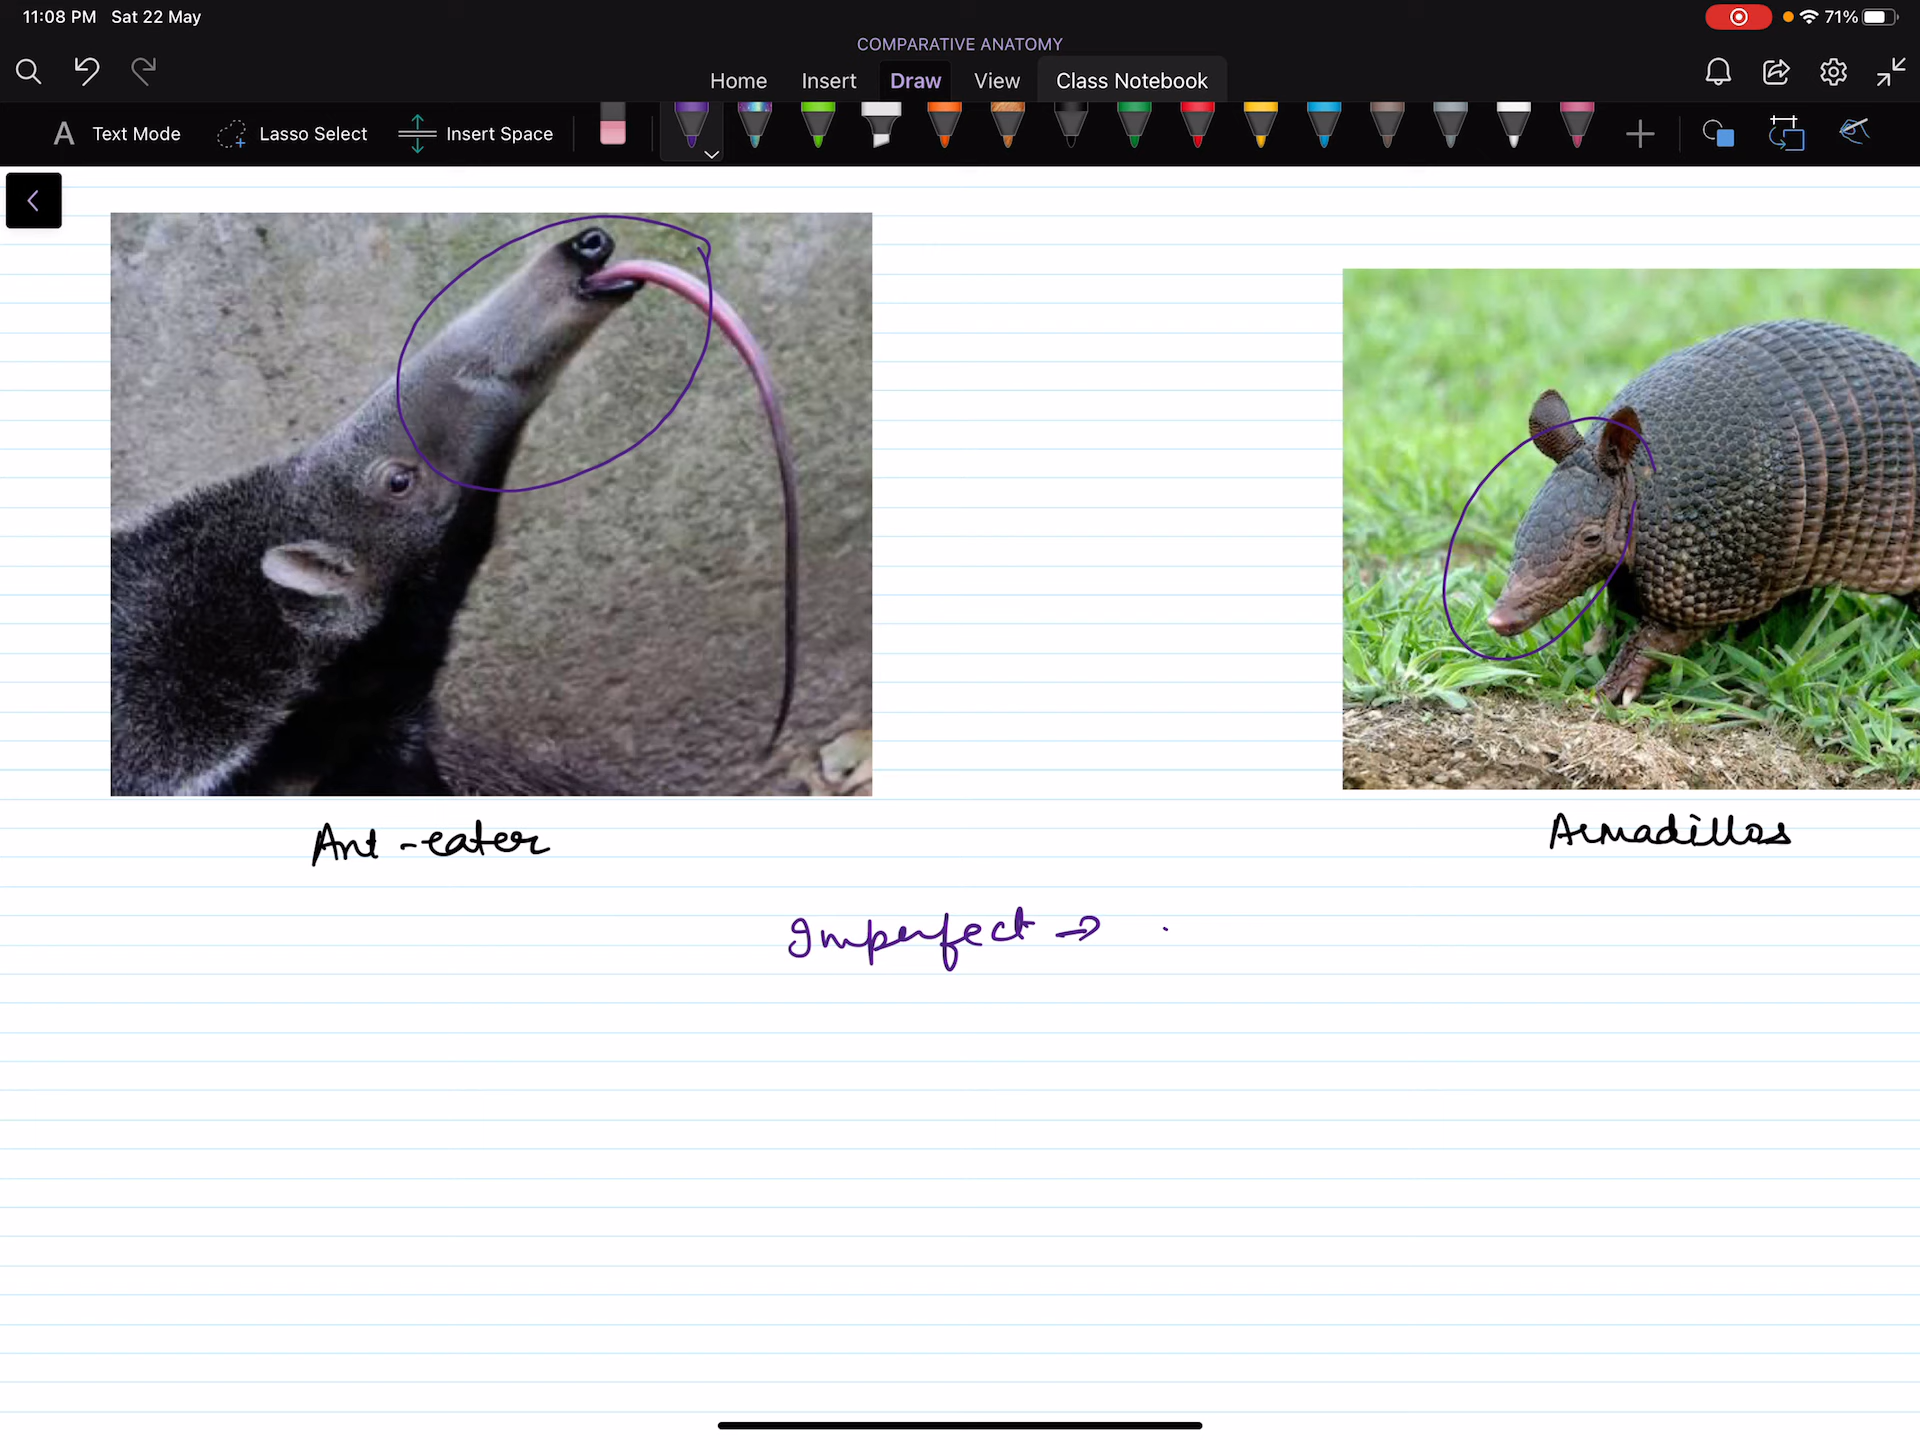 11:08 PM Sat 22 May
71%
COMPARATIVE ANATOMY
Home Insert Draw View Class Notebook
A Text Mode Lasso Select Insert Space
Ant-eater
Armadillos
Imperfect →